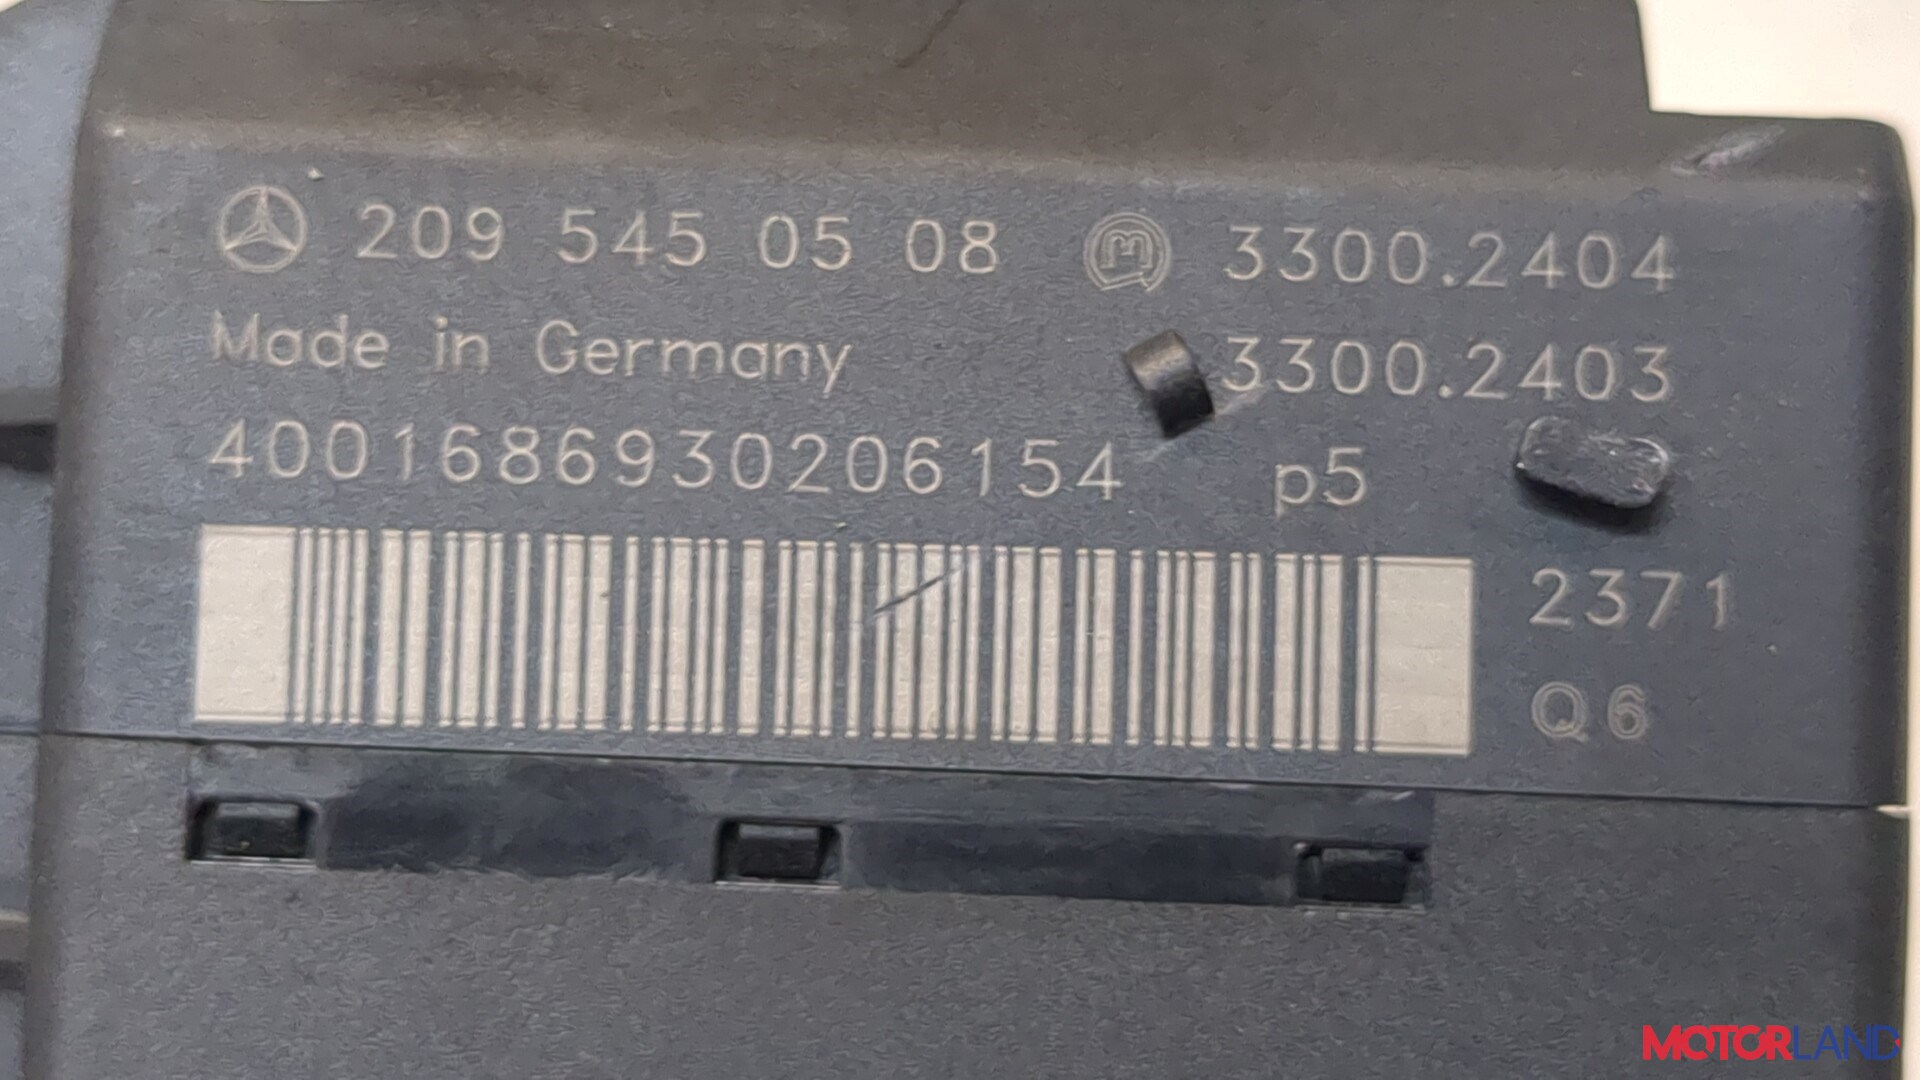 209 545 05 08 M 3300.2404
Made in Germany 3300.2403
4001686930206154 p5
2371
Q6
MOTORLAND